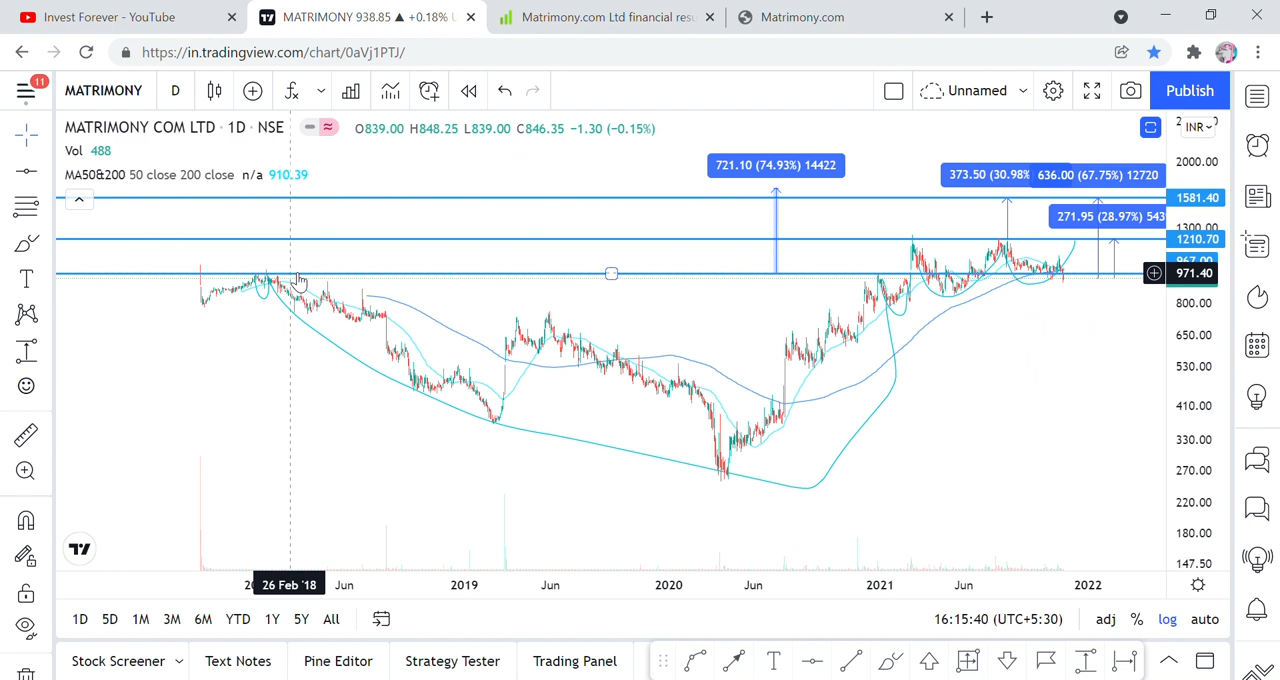 Invest Forever - YouTube
MATRIMONY 938.85 ▲ +0.18% U
Matrimony.com Ltd financial resu
Matrimony.com
https://in.tradingview.com/chart/0aVj1PTJ/
11
MATRIMONY
D
Unnamed
Publish
MATRIMONY COM LTD · 1D · NSE
O839.00 H848.25 L839.00 C846.35 −1.30 (−0.15%)
INR
Vol 488
MA50&200 50 close 200 close n/a 910.39
721.10 (74.93%) 14422
373.50 (30.98%
636.00 (67.75%) 12720
271.95 (28.97%) 543
2000.00
1581.40
1300.00
1210.70
967.00
971.40
800.00
650.00
530.00
410.00
330.00
270.00
220.00
180.00
147.50
26 Feb '18
Jun
2019
Jun
2020
Jun
2021
Jun
2022
1D 5D 1M 3M 6M YTD 1Y 5Y All
16:15:40 (UTC+5:30)
adj % log auto
Stock Screener
Text Notes
Pine Editor
Strategy Tester
Trading Panel